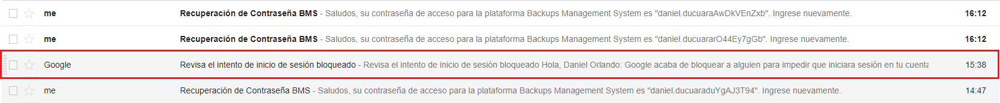 me Recuperación de Contraseña BMS - Saludos, su contraseña de acceso para la plataforma Backups Management System es "daniel.ducuaraAwDkVEnZxb". Ingrese nuevamente. 16:12
me Recuperación de Contraseña BMS - Saludos, su contraseña de acceso para la plataforma Backups Management System es "daniel.ducuararO44Ey7gGb". Ingrese nuevamente. 16:12
Google Revisa el intento de inicio de sesión bloqueado - Revisa el intento de inicio de sesión bloqueado Hola, Daniel Orlando: Google acaba de bloquear a alguien para impedir que iniciara sesión en tu cuenta 15:38
me Recuperación de Contraseña BMS - Saludos, su contraseña de acceso para la plataforma Backups Management System es "daniel.ducuaraduYgAJ3T94". Ingrese nuevamente. 14:47